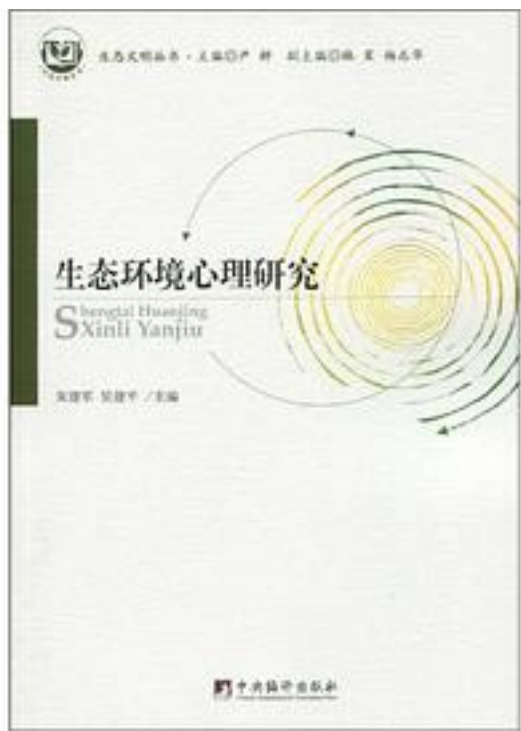 生态文明丛书·主编◎严耕 副主编◎林震 杨志华
生态环境心理研究
Shengtai Huanjing
Xinli Yanjiu
朱建军 吴建平 /主编
中央编译出版社